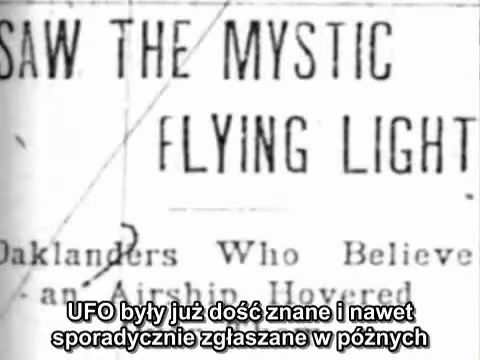 SAW THE MYSTIC
FLYING LIGHT
Oaklanders Who Believe
an Airship Hovered
UFO były już dość znane i nawet
sporadycznie zgłaszane w póżnych